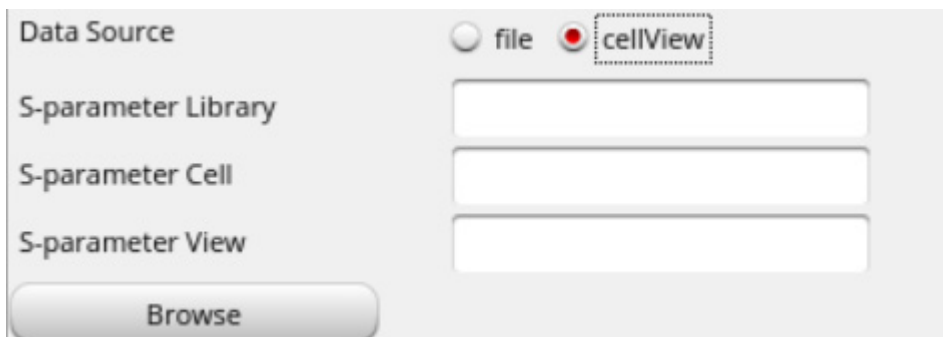 Data Source file cellView
S-parameter Library
S-parameter Cell
S-parameter View
Browse